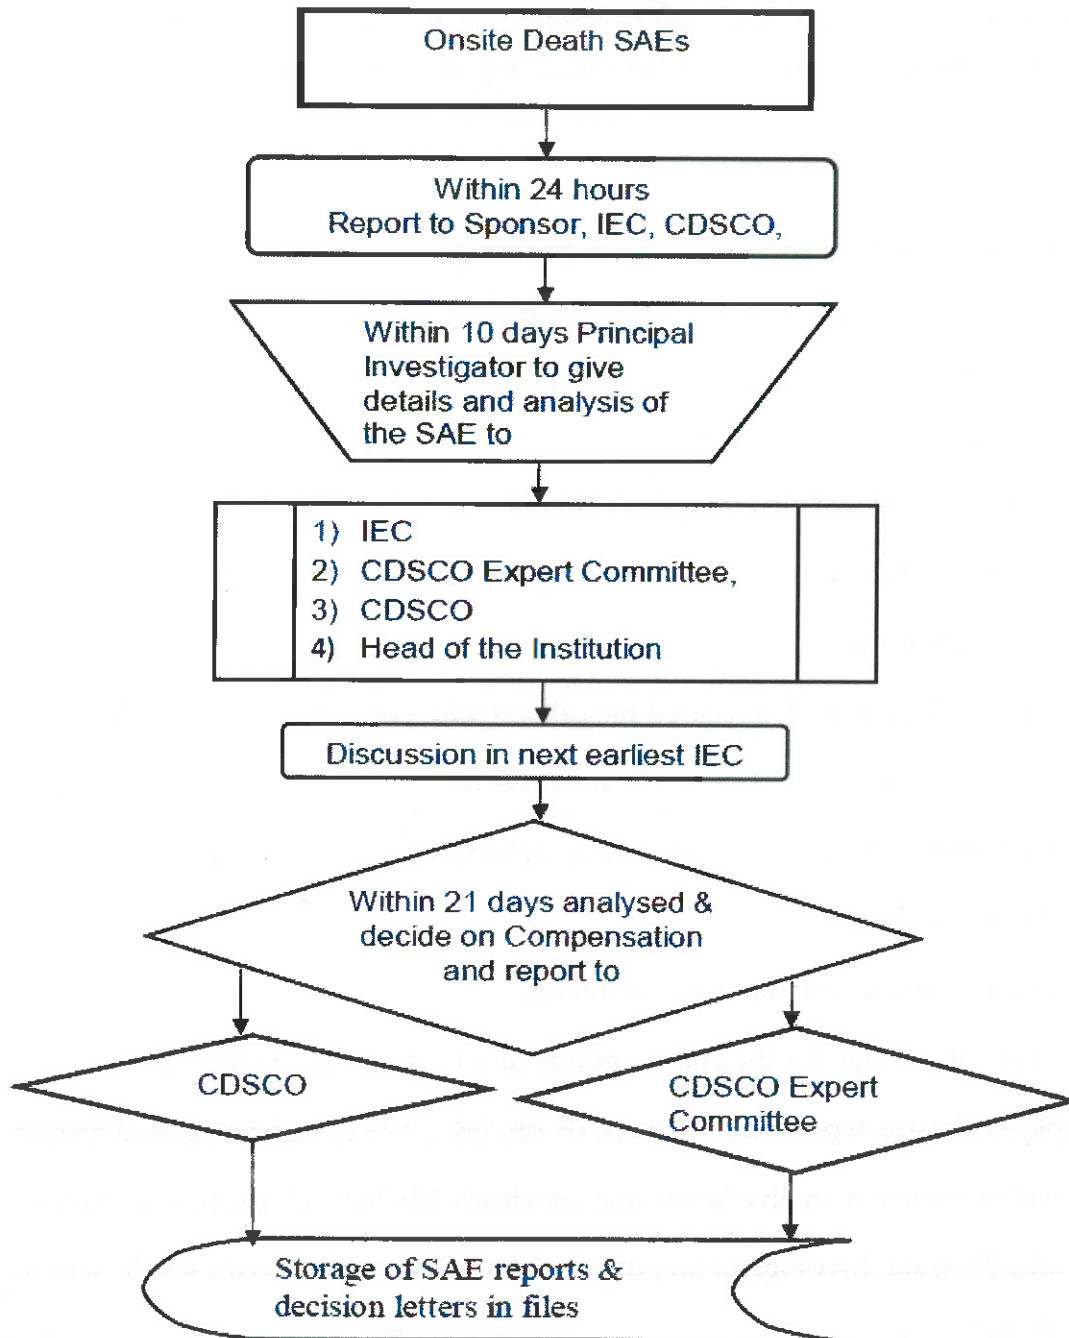 Onsite Death SAEs
Within 24 hours
Report to Sponsor, IEC, CDSCO,
Within 10 days Principal
Investigator to give
details and analysis of
the SAE to
1) IEC
2) CDSCO Expert Committee,
3) CDSCO
4) Head of the Institution
Discussion in next earliest IEC
Within 21 days analysed &
decide on Compensation
and report to
CDSCO
CDSCO Expert
Committee
Storage of SAE reports &
decision letters in files